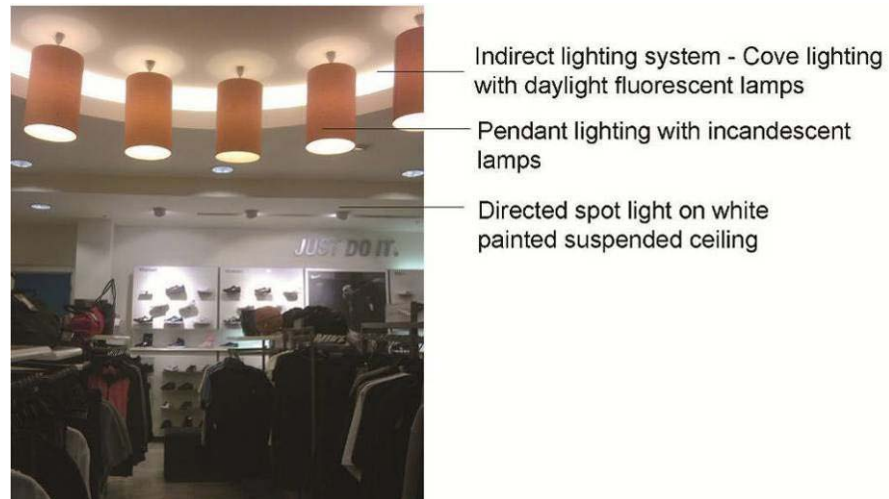 Indirect lighting system - Cove lighting
with daylight fluorescent lamps
Pendant lighting with incandescent
lamps
Directed spot light on white
painted suspended ceiling
JUST DO IT.